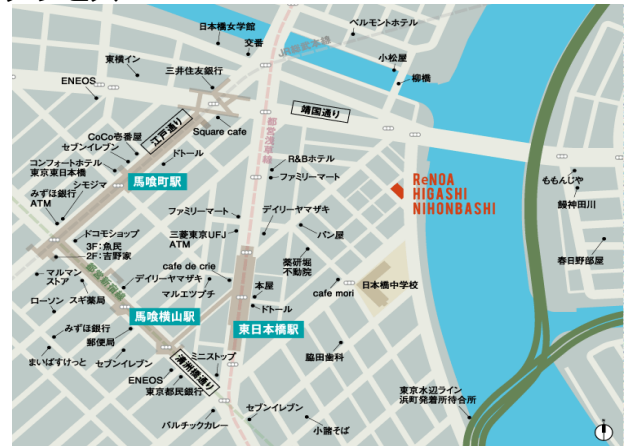 日本橋女学館
交番
ベルモントホテル
JR総武本線
東横イン
三井住友銀行
小松屋
柳橋
ENEOS
靖国通り
江戸通り
Square cafe
都営浅草線
CoCo壱番屋
セブンイレブン
ドトール
コンフォートホテル
東京東日本橋
馬喰町駅
R&Bホテル
ファミリーマート
シモジマ
みずほ銀行
ATM
ReNOA
HIGASHI
NIHONBASHI
ももんじや
鰻神田川
ファミリーマート
デイリーヤマザキ
ドコモショップ
三菱東京UFJ
ATM
パン屋
3F:魚民
2F:吉野家
薬研堀
不動院
春日野部屋
都営新宿線
cafe de crie
マルマン
ストア
スギ薬局
デイリーヤマザキ
マルエツプチ
本屋
cafe mori
日本橋中学校
ローソン
ドトール
馬喰横山駅
東日本橋駅
みずほ銀行
郵便局
まいばすけっと
セブンイレブン
清洲橋通り
ミニストップ
脇田歯科
ENEOS
東京都民銀行
東京水辺ライン
浜町発着所待合所
バルチックカレー
セブンイレブン
小諸そば